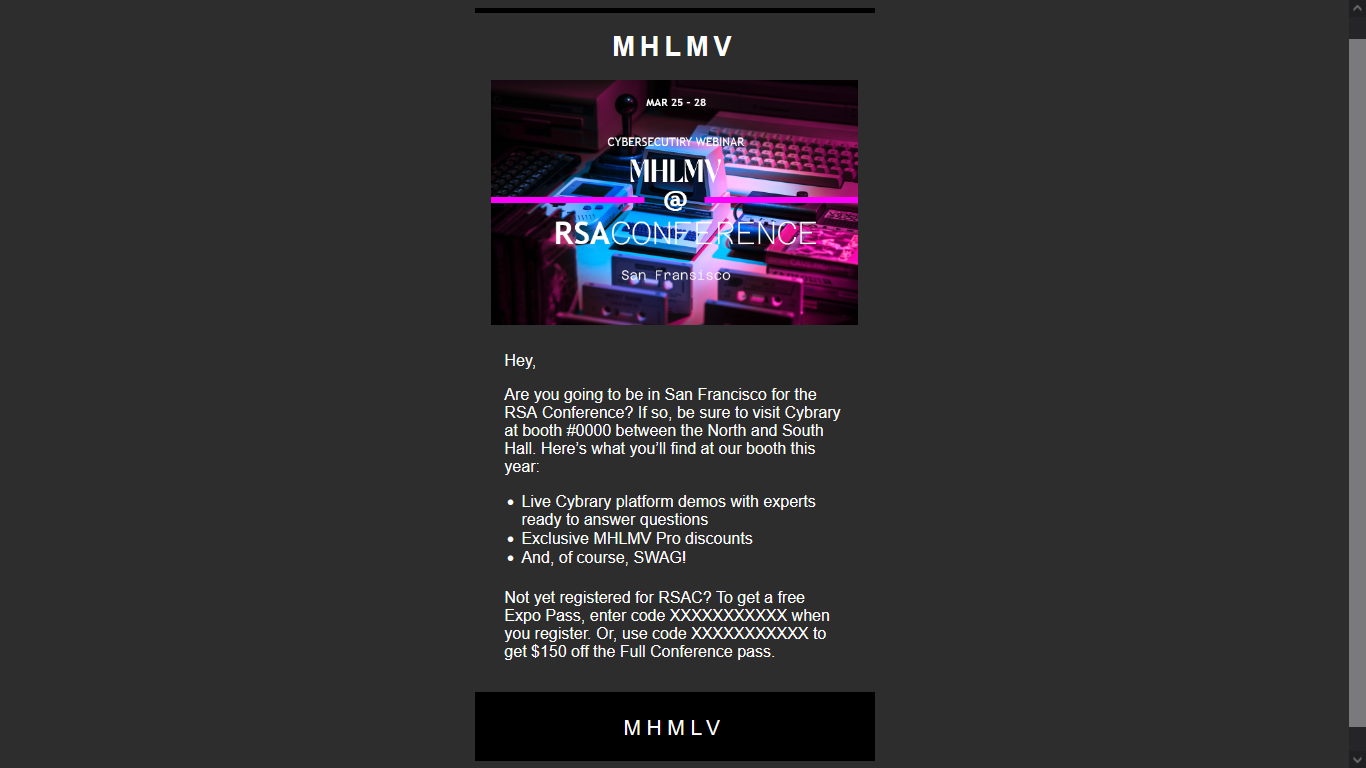 MHLMV
MAR 25 - 28
CYBERSECUTIRY WEBINAR
MHLMV
@
RSACONFERENCE
San Fransisco
Hey,
Are you going to be in San Francisco for the
RSA Conference? If so, be sure to visit Cybrary
at booth #0000 between the North and South
Hall. Here’s what you’ll find at our booth this
year:
• Live Cybrary platform demos with experts
ready to answer questions
• Exclusive MHLMV Pro discounts
• And, of course, SWAG!
Not yet registered for RSAC? To get a free
Expo Pass, enter code XXXXXXXXXXX when
you register. Or, use code XXXXXXXXXXX to
get $150 off the Full Conference pass.
MHMLV